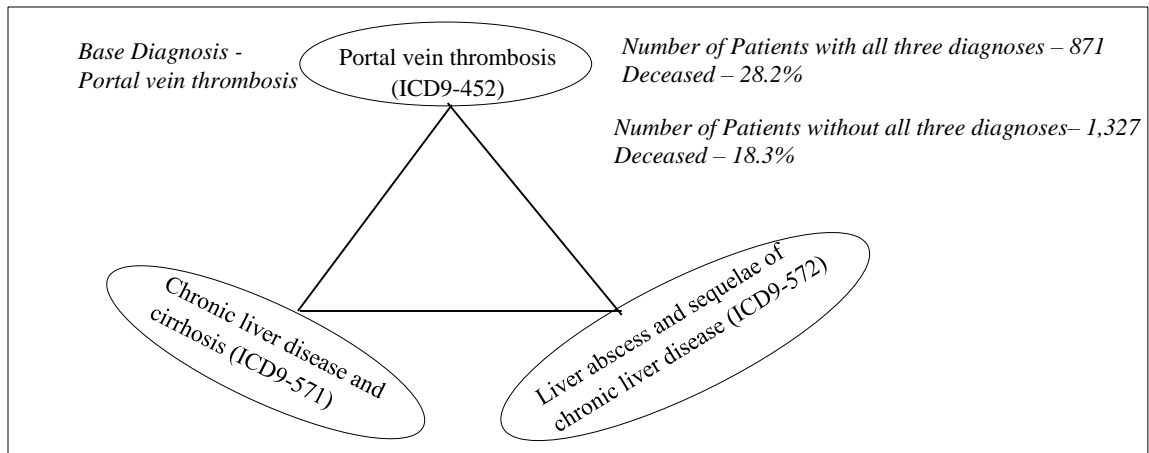 Base Diagnosis -
Portal vein thrombosis
Portal vein thrombosis
(ICD9-452)
Number of Patients with all three diagnoses – 871
Deceased – 28.2%
Number of Patients without all three diagnoses– 1,327
Deceased – 18.3%
Chronic liver disease and
cirrhosis (ICD9-571)
Liver abscess and sequelae of
chronic liver disease (ICD9-572)